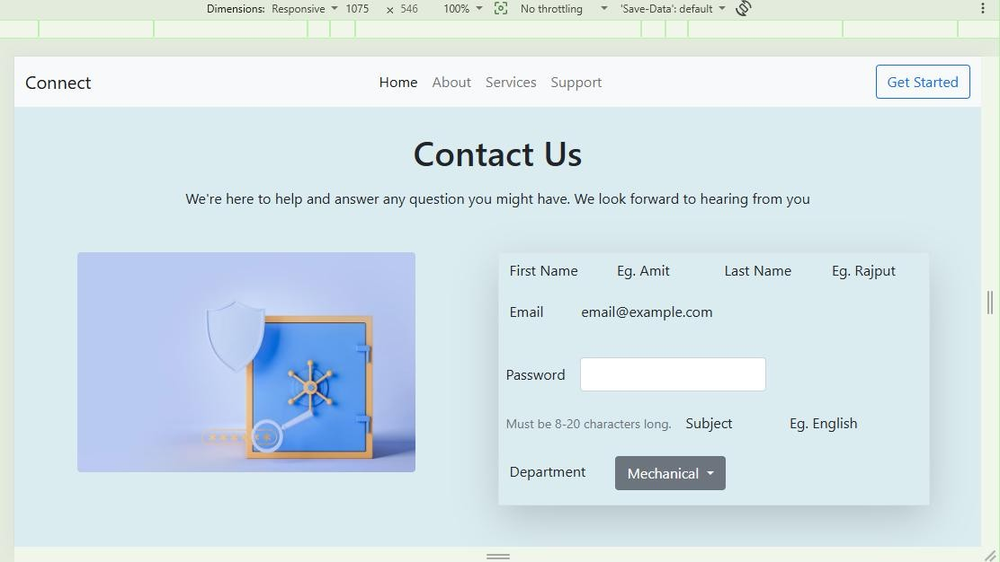 Dimensions: Responsive 1075 x 546 100% No throttling 'Save-Data': default
Connect Home About Services Support Get Started
Contact Us
We're here to help and answer any question you might have. We look forward to hearing from you
First Name Eg. Amit Last Name Eg. Rajput
Email email@example.com
Password
Must be 8-20 characters long. Subject Eg. English
Department Mechanical